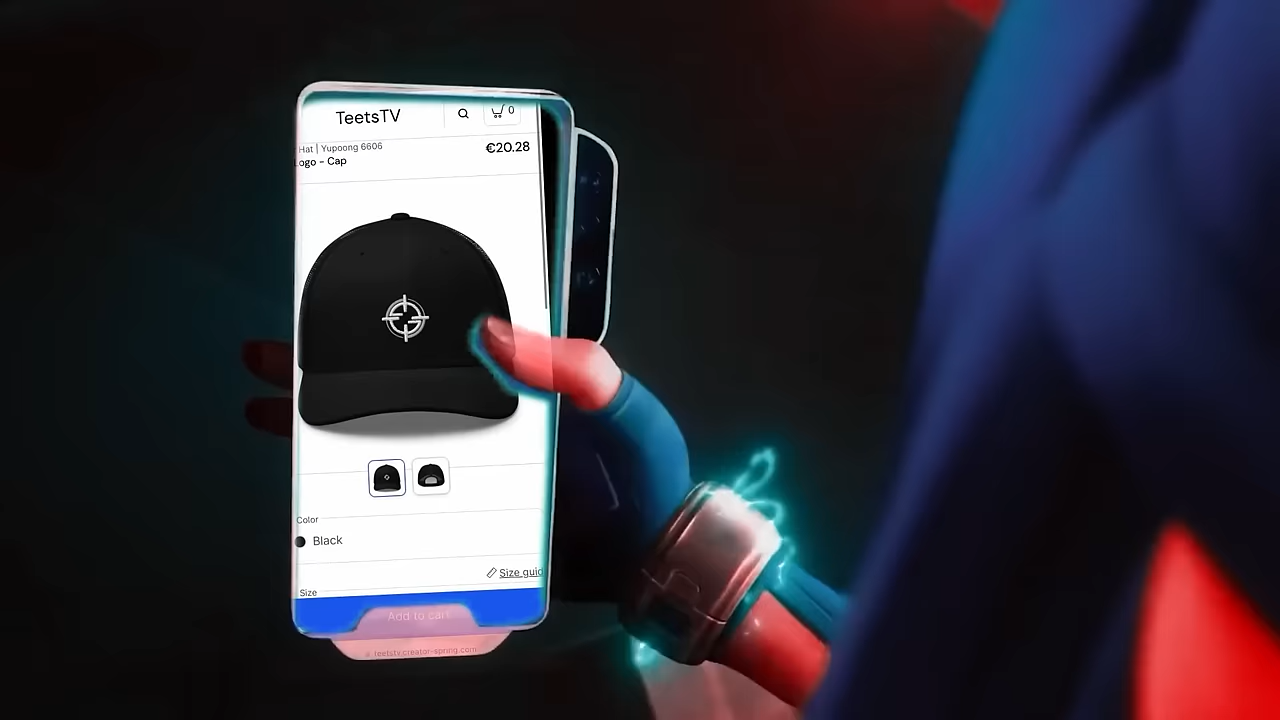 TeetsTV
0
Hat | Yupoong 6606
€20.28
Logo - Cap
Color
Black
Size guid
Size
Add to cart
teetstv.creator-spring.com